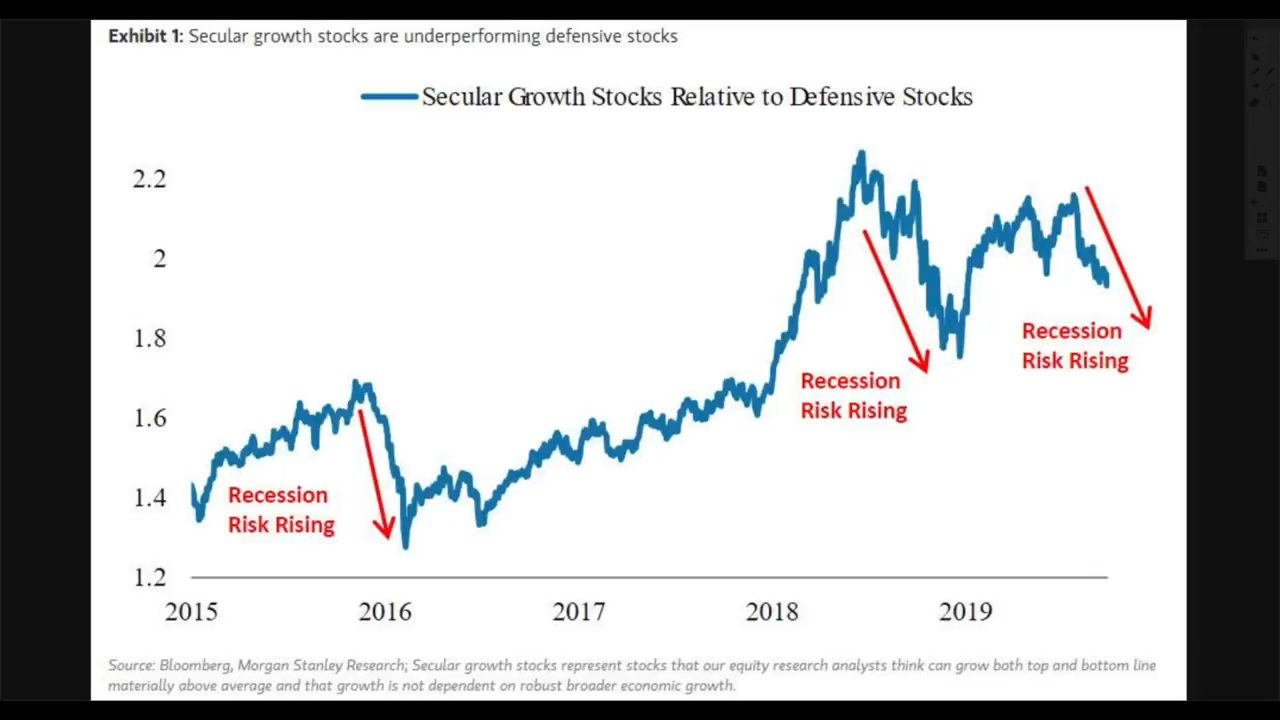 Exhibit 1: Secular growth stocks are underperforming defensive stocks
Secular Growth Stocks Relative to Defensive Stocks
2.2
2
1.8
1.6
1.4
1.2
Recession
Risk Rising
Recession
Risk Rising
Recession
Risk Rising
2015 2016 2017 2018 2019
Source: Bloomberg, Morgan Stanley Research; Secular growth stocks represent stocks that our equity research analysts think can grow both top and bottom line
materially above average and that growth is not dependent on robust broader economic growth.